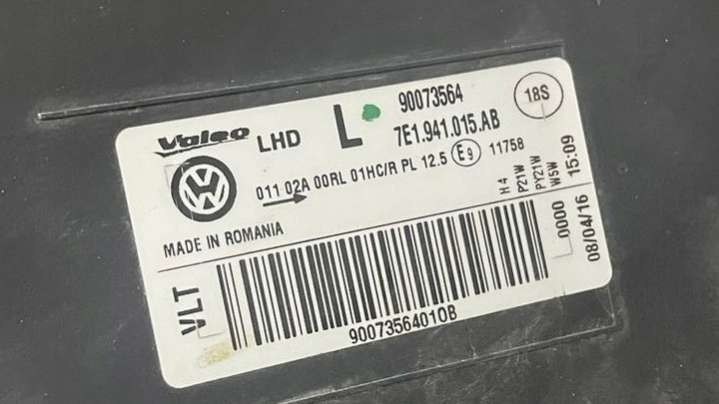 Valeo LHD L 90073564 18S
7E1.941.015.AB
011 02A 00RL 01HC/R PL 12.5 E9 11758
H4
P21W
PY21W
W5W
15:09
MADE IN ROMANIA
0000
08/04/16
VLT
90073564010B